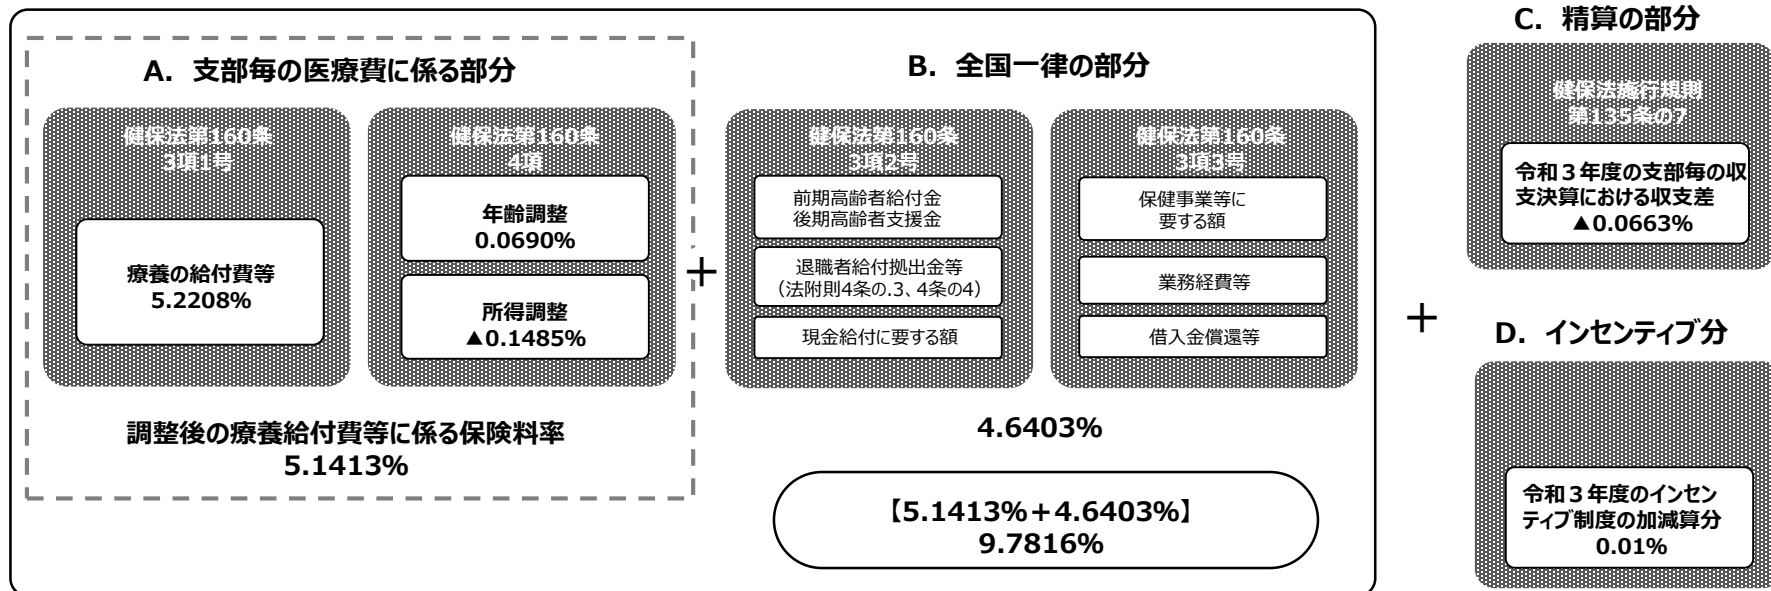 A. 支部毎の医療費に係る部分
健保法第160条
3項1号
療養の給付費等
5.2208%
健保法第160条
4項
年齢調整
0.0690%
所得調整
▲0.1485%
調整後の療養給付費等に係る保険料率
5.1413%
+
B. 全国一律の部分
健保法第160条
3項2号
前期高齢者給付金
後期高齢者支援金
退職者給付拠出金等
(法附則4条の.3、4条の4)
現金給付に要する額
健保法第160条
3項3号
保健事業等に
要する額
業務経費等
借入金償還等
4.6403%
【5.1413%+4.6403%】
9.7816%
+
C. 精算の部分
健保法施行規則
第135条の7
令和3年度の支部毎の収
支決算における収支差
▲0.0663%
D. インセンティブ分
令和3年度のインセン
ティブ制度の加減算分
0.01%